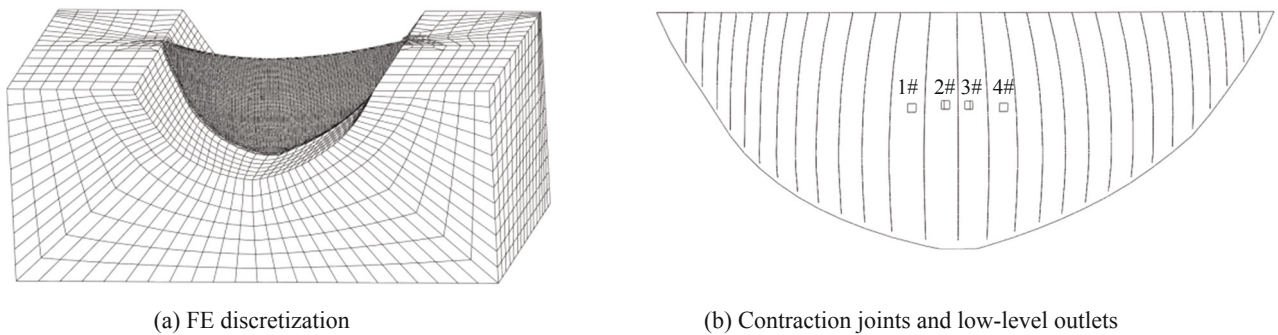 1# 2# 3# 4#
(a) FE discretization
(b) Contraction joints and low-level outlets